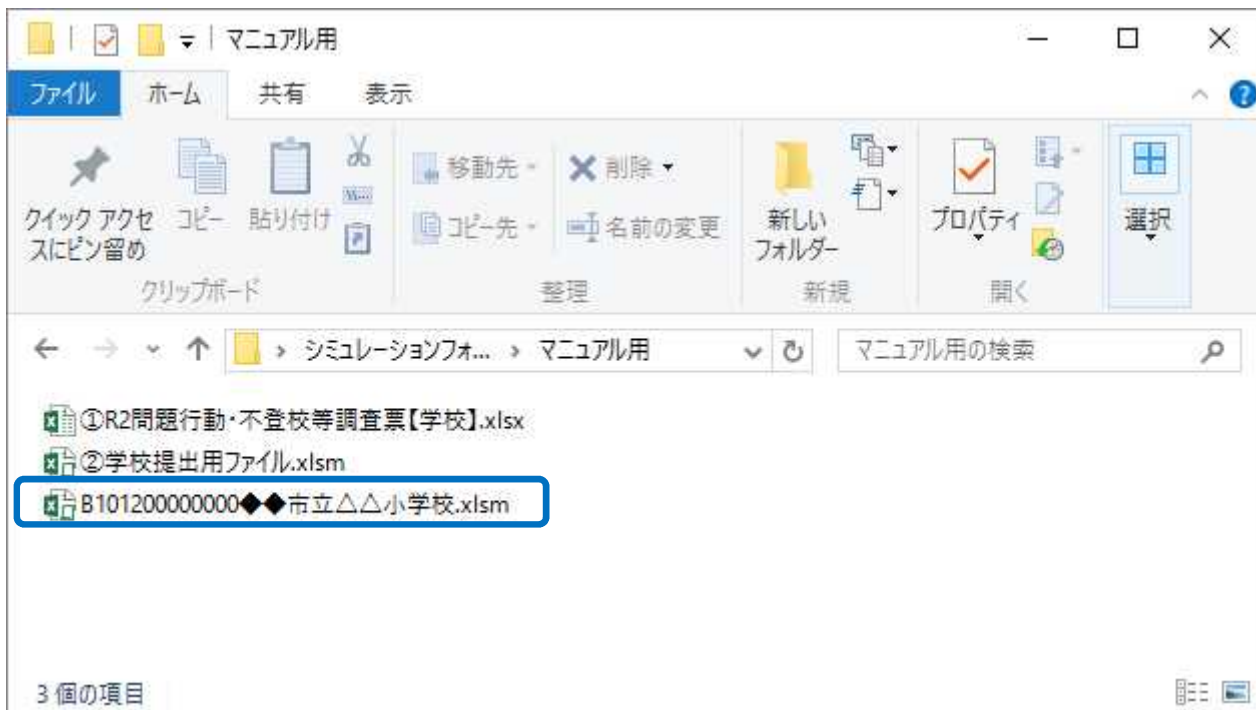 マニュアル用
ファイル ホーム 共有 表示
クイック アクセスにピン留め
コピー
貼り付け
移動先
コピー先
削除
名前の変更
新しいフォルダー
プロパティ
選択
クリップボード 整理 新規 開く
シミュレーションフォ... › マニュアル用
マニュアル用の検索
①R2問題行動・不登校等調査票【学校】.xlsx
②学校提出用ファイル.xlsm
B101200000000◆◆市立△△小学校.xlsm
3 個の項目